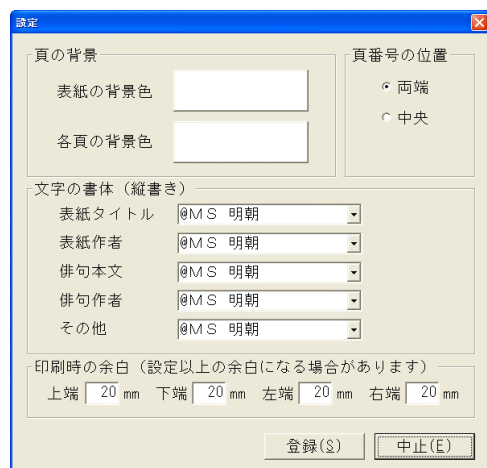 設定
頁の背景
表紙の背景色
各頁の背景色
頁番号の位置
両端
中央
文字の書体（縦書き）
表紙タイトル @ＭＳ 明朝
表紙作者 @ＭＳ 明朝
俳句本文 @ＭＳ 明朝
俳句作者 @ＭＳ 明朝
その他 @ＭＳ 明朝
印刷時の余白（設定以上の余白になる場合があります）
上端 20 mm 下端 20 mm 左端 20 mm 右端 20 mm
登録(S) 中止(E)